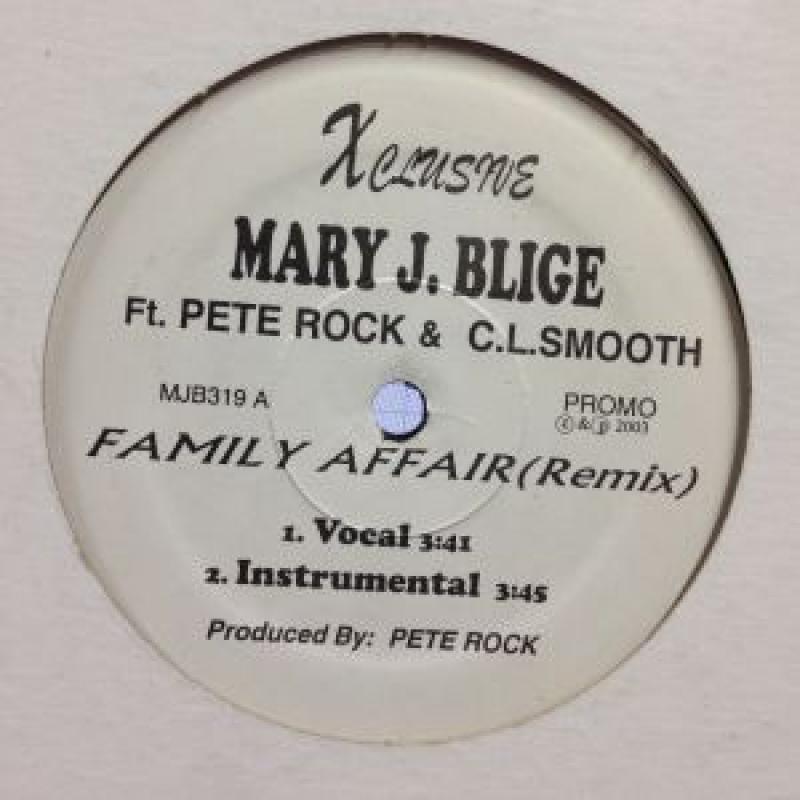 XCLUSIVE
MARY J. BLIGE
Ft. PETE ROCK & C.L.SMOOTH
MJB319 A
PROMO
©&℗ 2003
FAMILY AFFAIR(Remix)
1. Vocal 3:41
2. Instrumental 3:45
Produced By: PETE ROCK